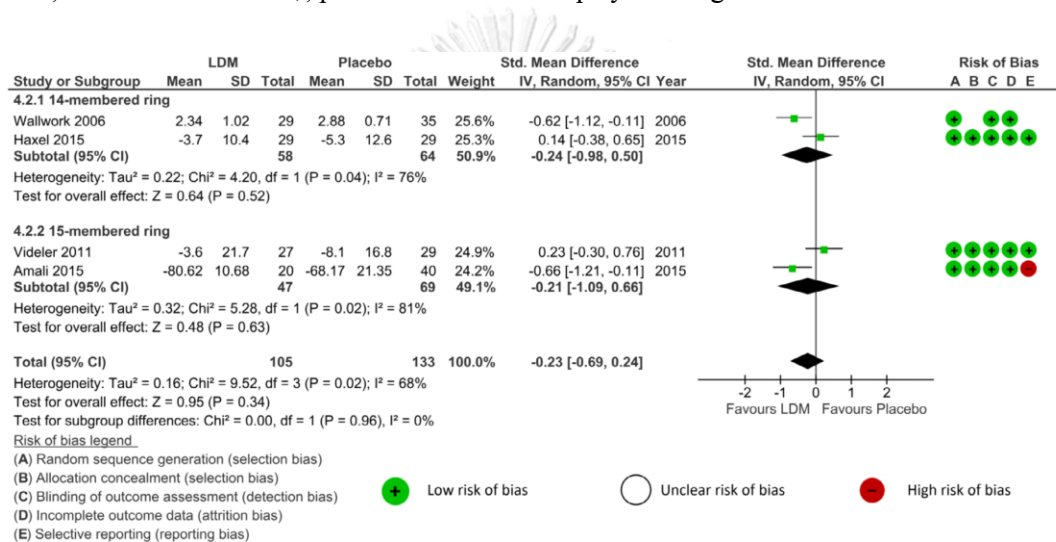 LDM Placebo Std. Mean Difference Std. Mean Difference Risk of Bias
Study or Subgroup Mean SD Total Mean SD Total Weight IV, Random, 95% CI Year IV, Random, 95% CI A B C D E
4.2.1 14-membered ring
Wallwork 2006 2.34 1.02 29 2.88 0.71 35 25.6% -0.62 [-1.12, -0.11] 2006
Haxel 2015 -3.7 10.4 29 -5.3 12.6 29 25.3% 0.14 [-0.38, 0.65] 2015
Subtotal (95% CI) 58 64 50.9% -0.24 [-0.98, 0.50]
Heterogeneity: Tau² = 0.22; Chi² = 4.20, df = 1 (P = 0.04); I² = 76%
Test for overall effect: Z = 0.64 (P = 0.52)
4.2.2 15-membered ring
Videler 2011 -3.6 21.7 27 -8.1 16.8 29 24.9% 0.23 [-0.30, 0.76] 2011
Amali 2015 -80.62 10.68 20 -68.17 21.35 40 24.2% -0.66 [-1.21, -0.11] 2015
Subtotal (95% CI) 47 69 49.1% -0.21 [-1.09, 0.66]
Heterogeneity: Tau² = 0.32; Chi² = 5.28, df = 1 (P = 0.02); I² = 81%
Test for overall effect: Z = 0.48 (P = 0.63)
Total (95% CI) 105 133 100.0% -0.23 [-0.69, 0.24]
Heterogeneity: Tau² = 0.16; Chi² = 9.52, df = 3 (P = 0.02); I² = 68%
Test for overall effect: Z = 0.95 (P = 0.34)
Test for subgroup differences: Chi² = 0.00, df = 1 (P = 0.96), I² = 0%
-2 -1 0 1 2
Favours LDM Favours Placebo
Risk of bias legend
(A) Random sequence generation (selection bias)
(B) Allocation concealment (selection bias)
(C) Blinding of outcome assessment (detection bias)
(D) Incomplete outcome data (attrition bias)
(E) Selective reporting (reporting bias)
+ Low risk of bias Unclear risk of bias - High risk of bias